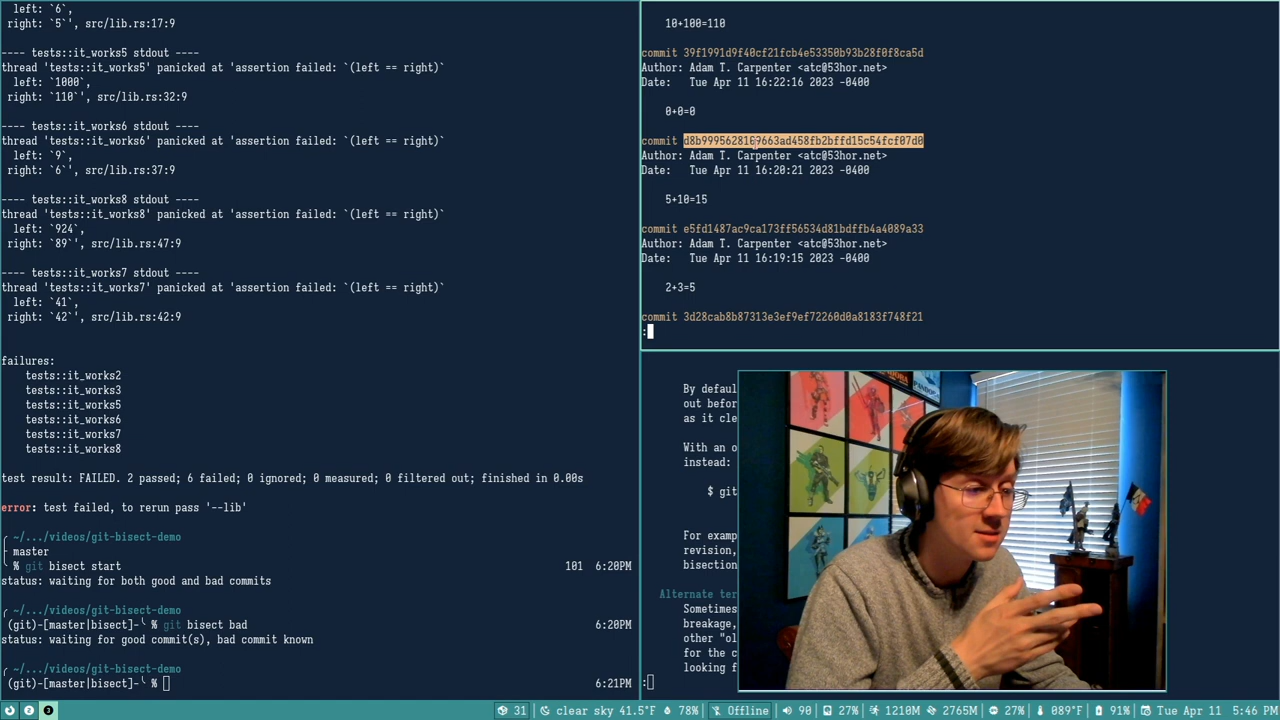 left: `6`,
right: `5`', src/lib.rs:17:9
---- tests::it_works5 stdout ----
thread 'tests::it_works5' panicked at 'assertion failed: `(left == right)`
left: `1000`,
right: `110`', src/lib.rs:32:9
---- tests::it_works6 stdout ----
thread 'tests::it_works6' panicked at 'assertion failed: `(left == right)`
left: `9`,
right: `6`', src/lib.rs:37:9
---- tests::it_works8 stdout ----
thread 'tests::it_works8' panicked at 'assertion failed: `(left == right)`
left: `924`,
right: `89`', src/lib.rs:47:9
---- tests::it_works7 stdout ----
thread 'tests::it_works7' panicked at 'assertion failed: `(left == right)`
left: `41`,
right: `42`', src/lib.rs:42:9
failures:
tests::it_works2
tests::it_works3
tests::it_works5
tests::it_works6
tests::it_works7
tests::it_works8
test result: FAILED. 2 passed; 6 failed; 0 ignored; 0 measured; 0 filtered out; finished in 0.00s
error: test failed, to rerun pass '--lib'
~/.../videos/git-bisect-demo
master
% git bisect start 101 6:20PM
status: waiting for both good and bad commits
~/.../videos/git-bisect-demo
(git)-[master|bisect]-% git bisect bad 6:20PM
status: waiting for good commit(s), bad commit known
~/.../videos/git-bisect-demo
(git)-[master|bisect]-% 6:21PM
10+100=110
commit 39f1991d9f40cf21fcb4e53350b93b28f0f8ca5d
Author: Adam T. Carpenter <atc@53hor.net>
Date: Tue Apr 11 16:22:16 2023 -0400
0+0=0
commit d8b9995628169663ad458fb2bffd15c54fcf07d0
Author: Adam T. Carpenter <atc@53hor.net>
Date: Tue Apr 11 16:20:21 2023 -0400
5+10=15
commit e5fd1487ac9ca173ff56534d81bdffb4a4089a33
Author: Adam T. Carpenter <atc@53hor.net>
Date: Tue Apr 11 16:19:15 2023 -0400
2+3=5
commit 3d28cab8b87313e3ef9ef72260d0a8183f748f21
:
By defaul
out befor
as it cle
With an o
instead:
$ git
For examp
revision,
bisection
Alternate ter
Sometimes
breakage,
other "ol
for the c
looking f
:
2 3 31 clear sky 41.5°F 78% Offline 90 27% 1210M 2765M 27% 089°F 91% Tue Apr 11 5:46 PM